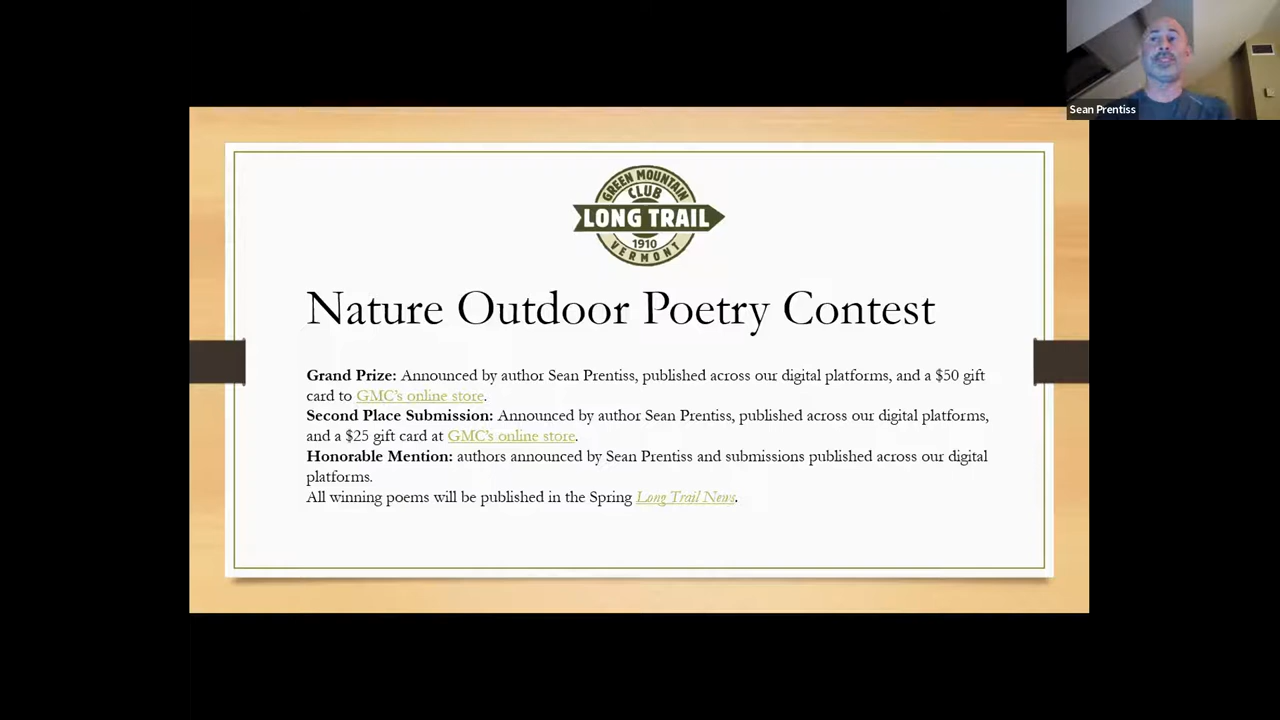 Sean Prentiss
GREEN MOUNTAIN
CLUB
LONG TRAIL
1910
VERMONT
Nature Outdoor Poetry Contest
Grand Prize: Announced by author Sean Prentiss, published across our digital platforms, and a $50 gift
card to GMC's online store.
Second Place Submission: Announced by author Sean Prentiss, published across our digital platforms,
and a $25 gift card at GMC's online store.
Honorable Mention: authors announced by Sean Prentiss and submissions published across our digital
platforms.
All winning poems will be published in the Spring Long Trail News.